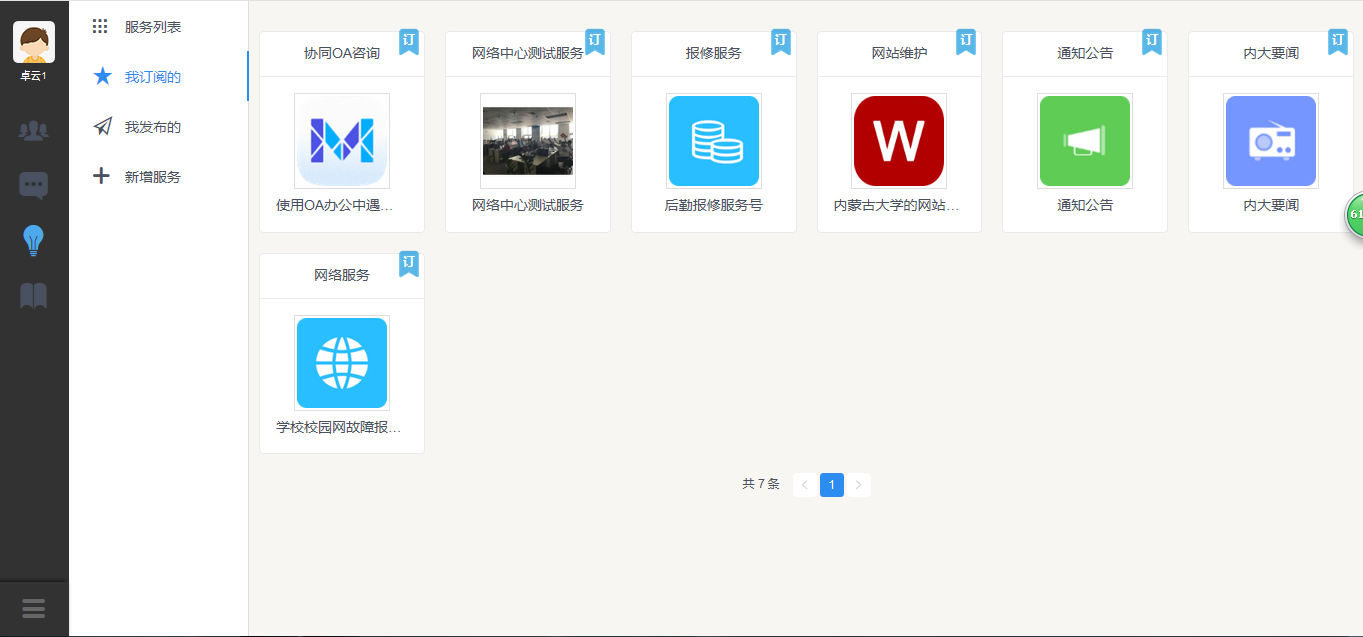 卓云1
服务列表
我订阅的
我发布的
新增服务
协同OA咨询
订
使用OA办公中遇...
网络中心测试服务
订
网络中心测试服务
报修服务
订
后勤报修服务号
网站维护
订
W
内蒙古大学的网站...
通知公告
订
通知公告
内大要闻
订
内大要闻
61
网络服务
订
学校校园网故障报...
共 7 条
< 1 >